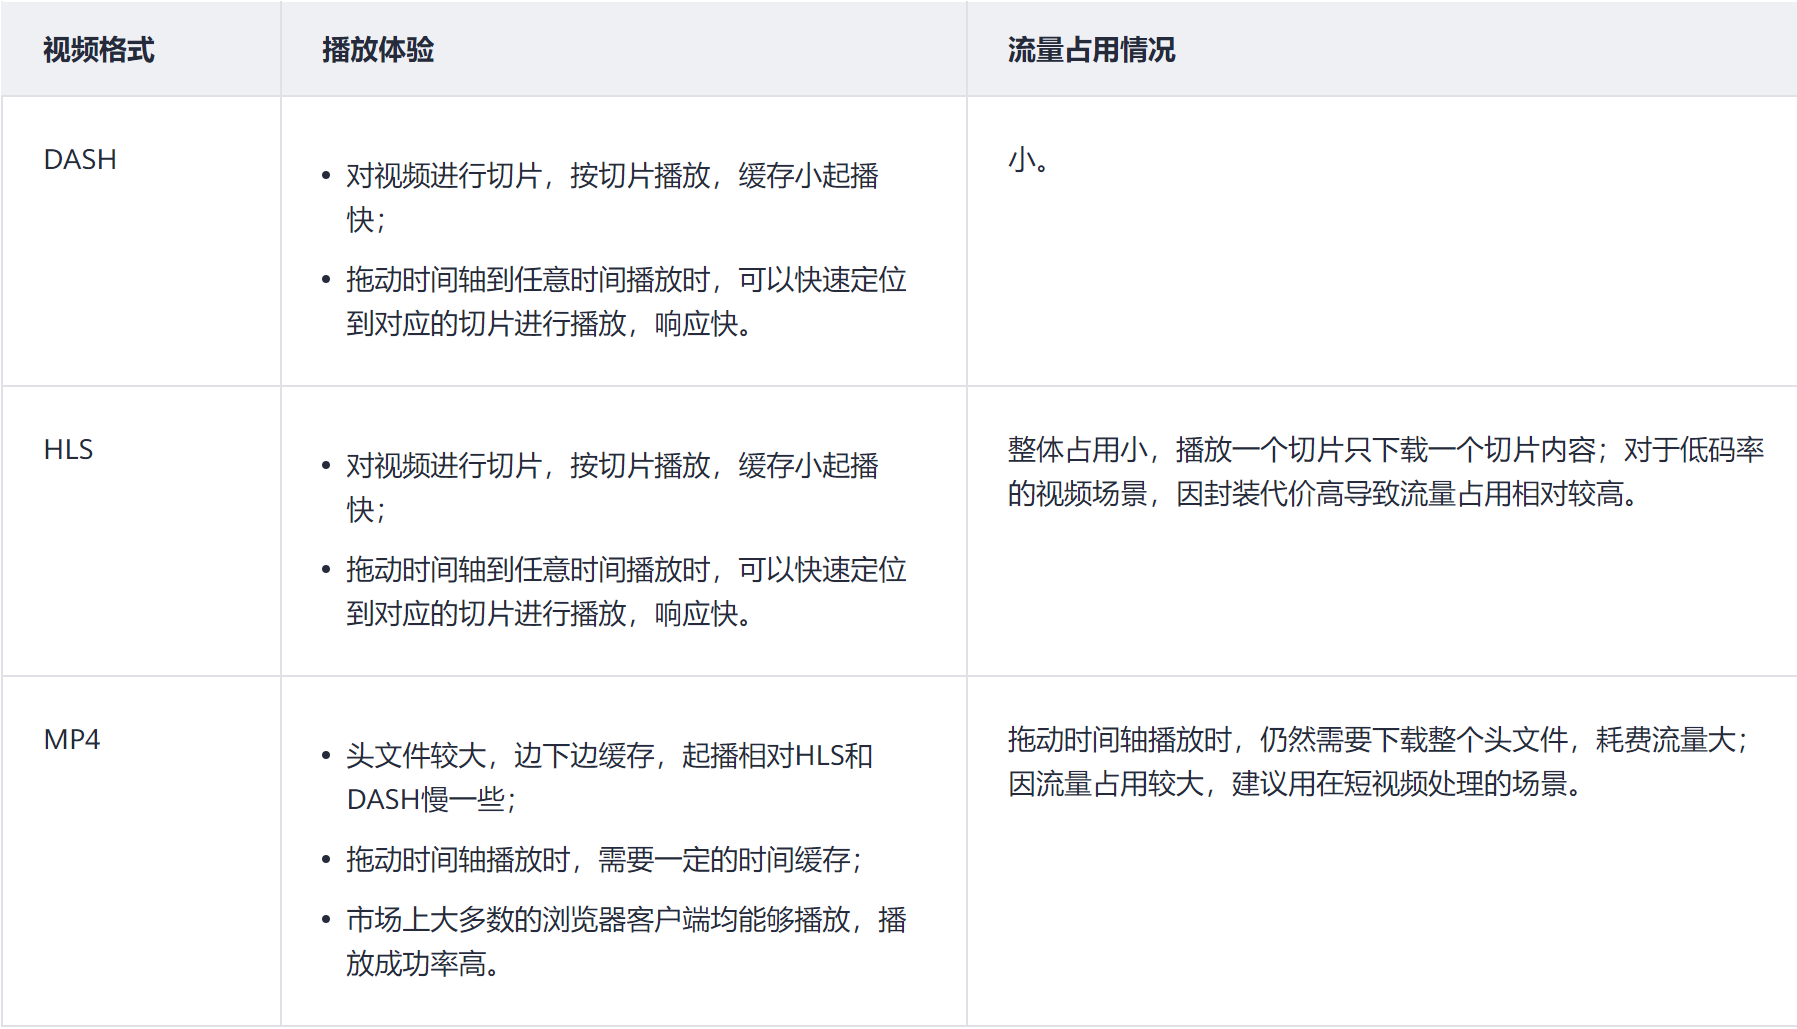 视频格式
播放体验
流量占用情况
DASH
• 对视频进行切片，按切片播放，缓存小起播
快；
• 拖动时间轴到任意时间播放时，可以快速定位
到对应的切片进行播放，响应快。
小。
HLS
• 对视频进行切片，按切片播放，缓存小起播
快；
• 拖动时间轴到任意时间播放时，可以快速定位
到对应的切片进行播放，响应快。
整体占用小，播放一个切片只下载一个切片内容；对于低码率
的视频场景，因封装代价高导致流量占用相对较高。
MP4
• 头文件较大，边下边缓存，起播相对HLS和
DASH慢一些；
• 拖动时间轴播放时，需要一定的时间缓存；
• 市场上大多数的浏览器客户端均能够播放，播
放成功率高。
拖动时间轴播放时，仍然需要下载整个头文件，耗费流量大；
因流量占用较大，建议用在短视频处理的场景。